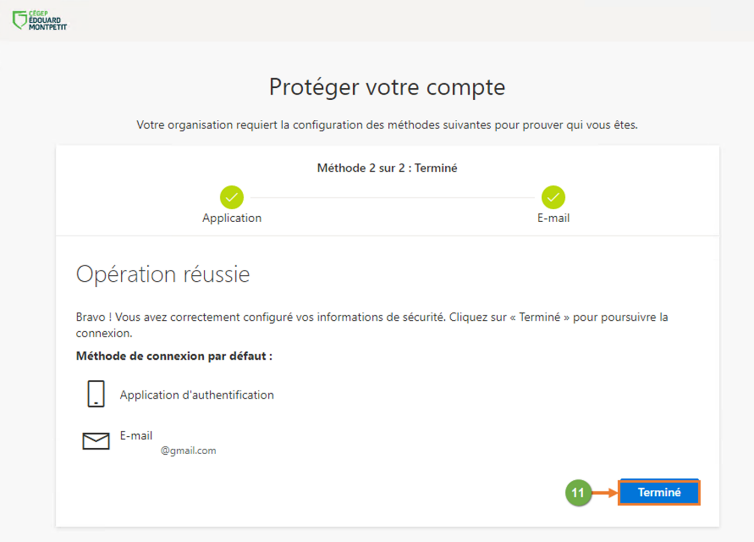 CÉGEP
ÉDOUARD
MONTPETIT
Protéger votre compte
Votre organisation requiert la configuration des méthodes suivantes pour prouver qui vous êtes.
Méthode 2 sur 2 : Terminé
Application
E-mail
Opération réussie
Bravo ! Vous avez correctement configuré vos informations de sécurité. Cliquez sur « Terminé » pour poursuivre la
connexion.
Méthode de connexion par défaut :
Application d'authentification
E-mail
@gmail.com
11
Terminé